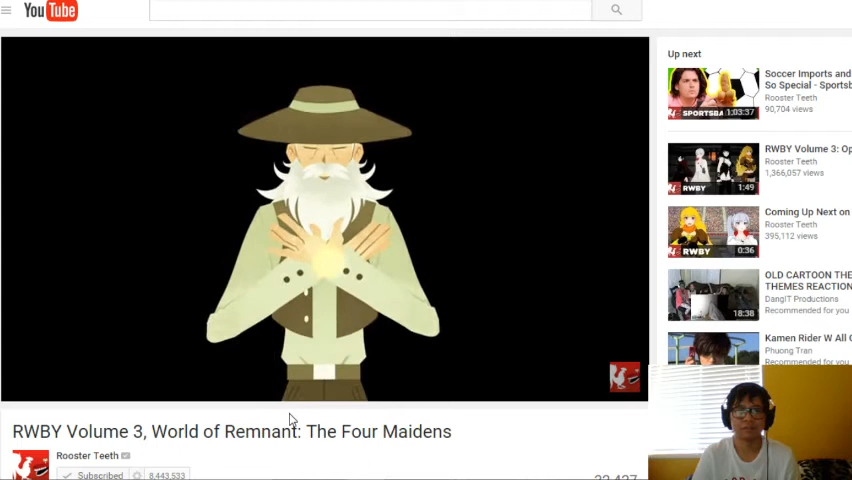 YouTube
Up next
Soccer Imports and
So Special - Sportsb
Rooster Teeth
90,704 views
SPORTSBA
1:03:37
RWBY Volume 3: Op
Rooster Teeth
1,366,057 views
RWBY
1:49
Coming Up Next on
Rooster Teeth
395,112 views
RWBY
0:36
OLD CARTOON THE
THEMES REACTION
DangIT Productions
Recommended for you
18:38
Kamen Rider W All C
Phuong Tran
Recommended for you
RWBY Volume 3, World of Remnant: The Four Maidens
Rooster Teeth
Subscribed
8,443,533